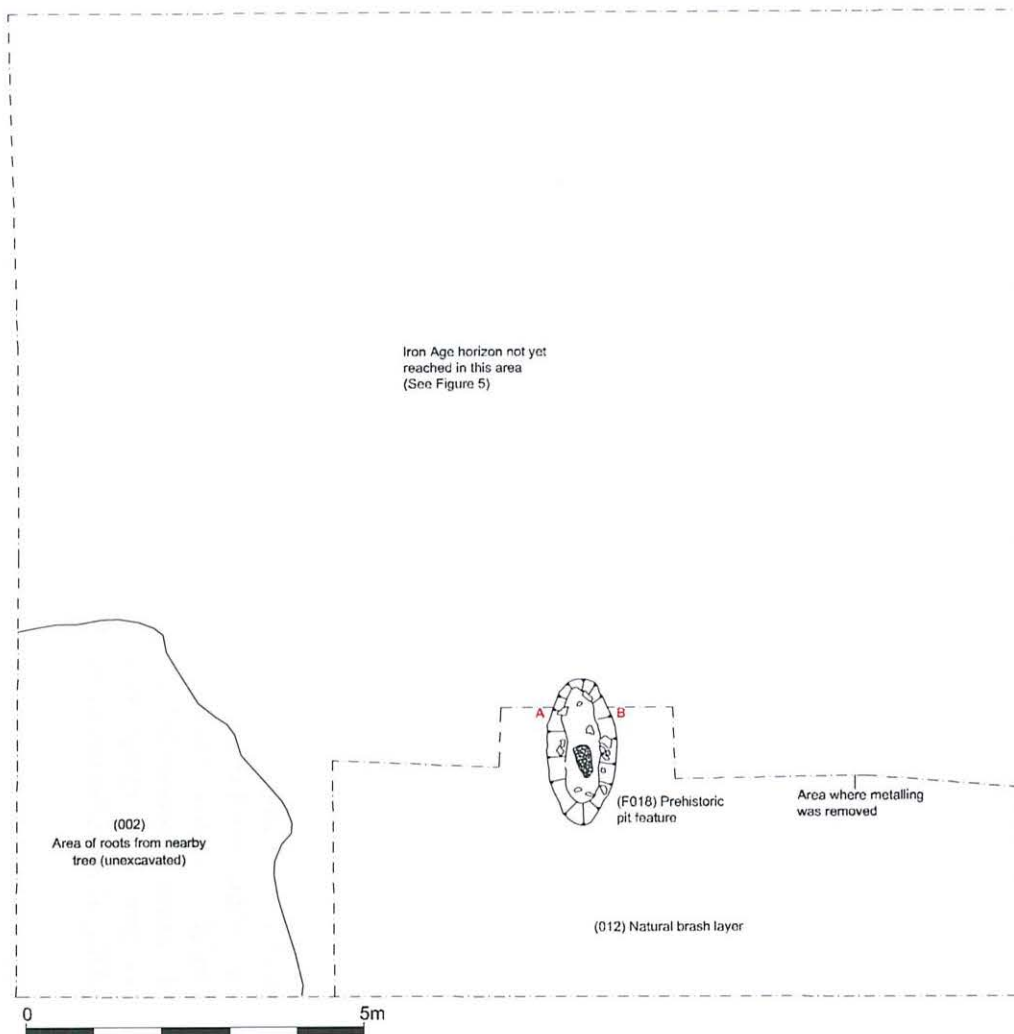 Iron Age horizon not yet
reached in this area
(See Figure 5)
A
B
(F018) Prehistoric
pit feature
Area where metalling
was removed
(002)
Area of roots from nearby
tree (unexcavated)
(012) Natural brash layer
0
5m